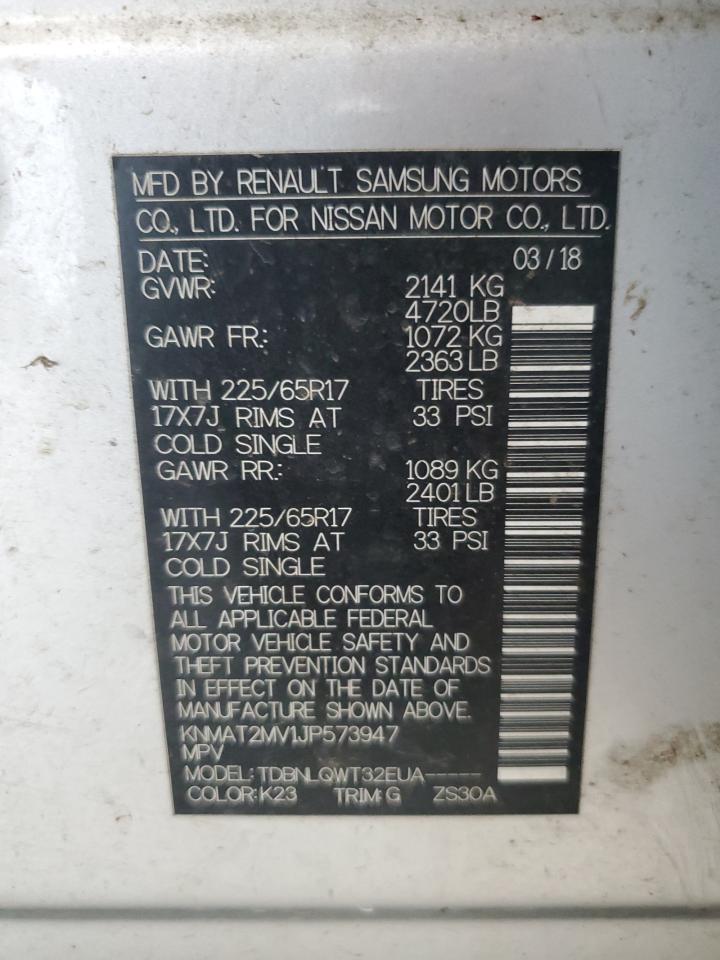 MFD BY RENAULT SAMSUNG MOTORS
CO., LTD. FOR NISSAN MOTOR CO., LTD.
DATE: 03 / 18
GVWR: 2141 KG
4720LB
GAWR FR.: 1072 KG
2363 LB
WITH 225/65R17 TIRES
17X7J RIMS AT 33 PSI
COLD SINGLE
GAWR RR.: 1089 KG
2401 LB
WITH 225/65R17 TIRES
17X7J RIMS AT 33 PSI
COLD SINGLE
THIS VEHICLE CONFORMS TO
ALL APPLICABLE FEDERAL
MOTOR VEHICLE SAFETY AND
THEFT PREVENTION STANDARDS
IN EFFECT ON THE DATE OF
MANUFACTURE SHOWN ABOVE.
KNMAT2MV1JP573947
MPV
MODEL: TDBNLQWT32EUA-----
COLOR:K23 TRIM:G ZS30A